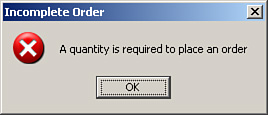 Incomplete Order
A quantity is required to place an order
OK